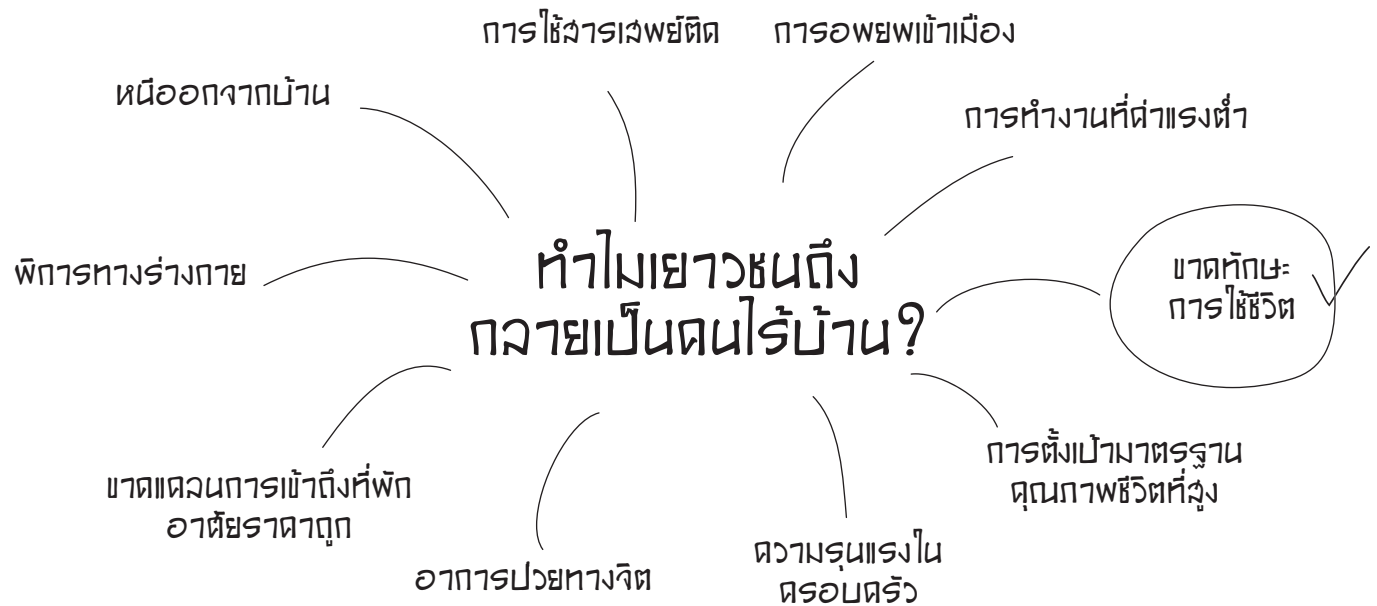 การใช้สารเสพย์ติด
การอพยพเข้าเมือง
หนีออกจากบ้าน
การทำงานที่ค่าแรงต่ำ
ทำไมเยาวชนถึง
กลายเป็นคนไร้บ้าน?
พิการทางร่างกาย
ขาดทักษะ
การใช้ชีวิต
การตั้งเป้ามาตรฐาน
คุณภาพชีวิตที่สูง
ขาดแคลนการเข้าถึงที่พัก
อาศัยราคาถูก
ความรุนแรงใน
ครอบครัว
อาการป่วยทางจิต